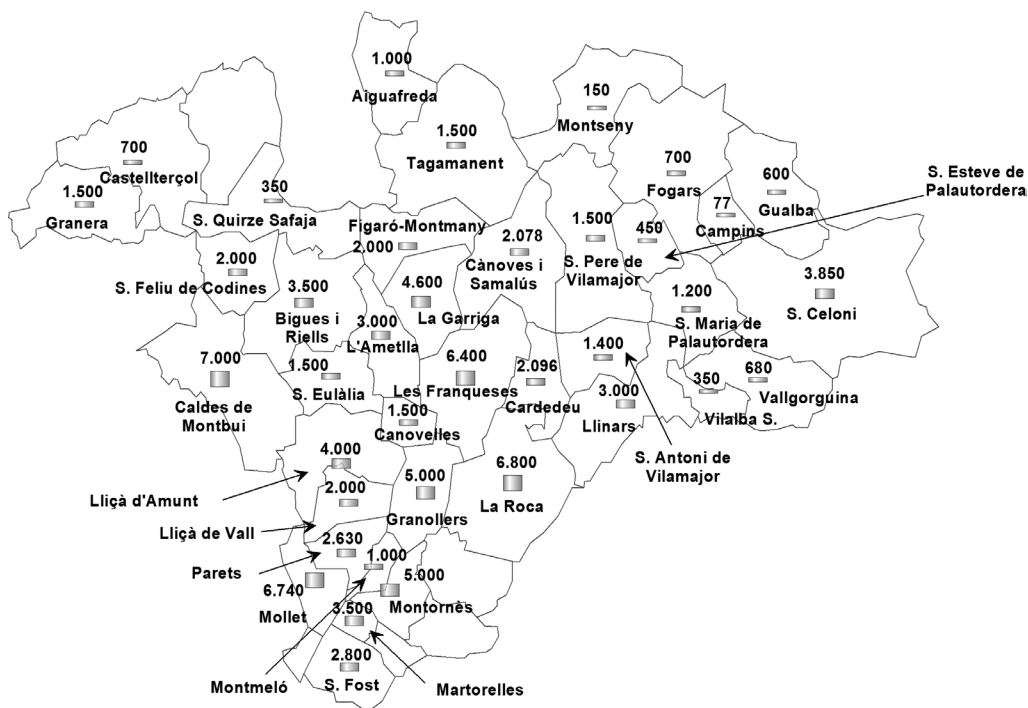 1.000
Aiguafreda
150
Montseny
1.500
Tagamanent
700
Castellterçol
1.500
Granera
350
S. Quirze Safaja
700
Fogars
600
Gualba
77
Campins
S. Esteve de
Palautordera
450
1.500
S. Pere de
Vilamajor
Figaró-Montmany
2.000
2.078
Cànoves i
Samalús
2.000
S. Feliu de Codines
3.500
Bigues i
Riells
4.600
La Garriga
3.000
L'Ametlla
3.850
S. Celoni
1.200
S. Maria de
Palautordera
7.000
Caldes de
Montbui
1.500
S. Eulàlia
6.400
Les Franqueses
2.096
Cardedeu
1.400
3.000
Llinars
350
Vilalba S.
680
Vallgorguina
S. Antoni de
Vilamajor
1.500
Canovelles
4.000
Lliçà d'Amunt
2.000
Lliçà de Vall
5.000
Granollers
6.800
La Roca
2.630
Parets
1.000
5.000
Montornès
6.740
Mollet
3.500
2.800
S. Fost
Montmeló
Martorelles